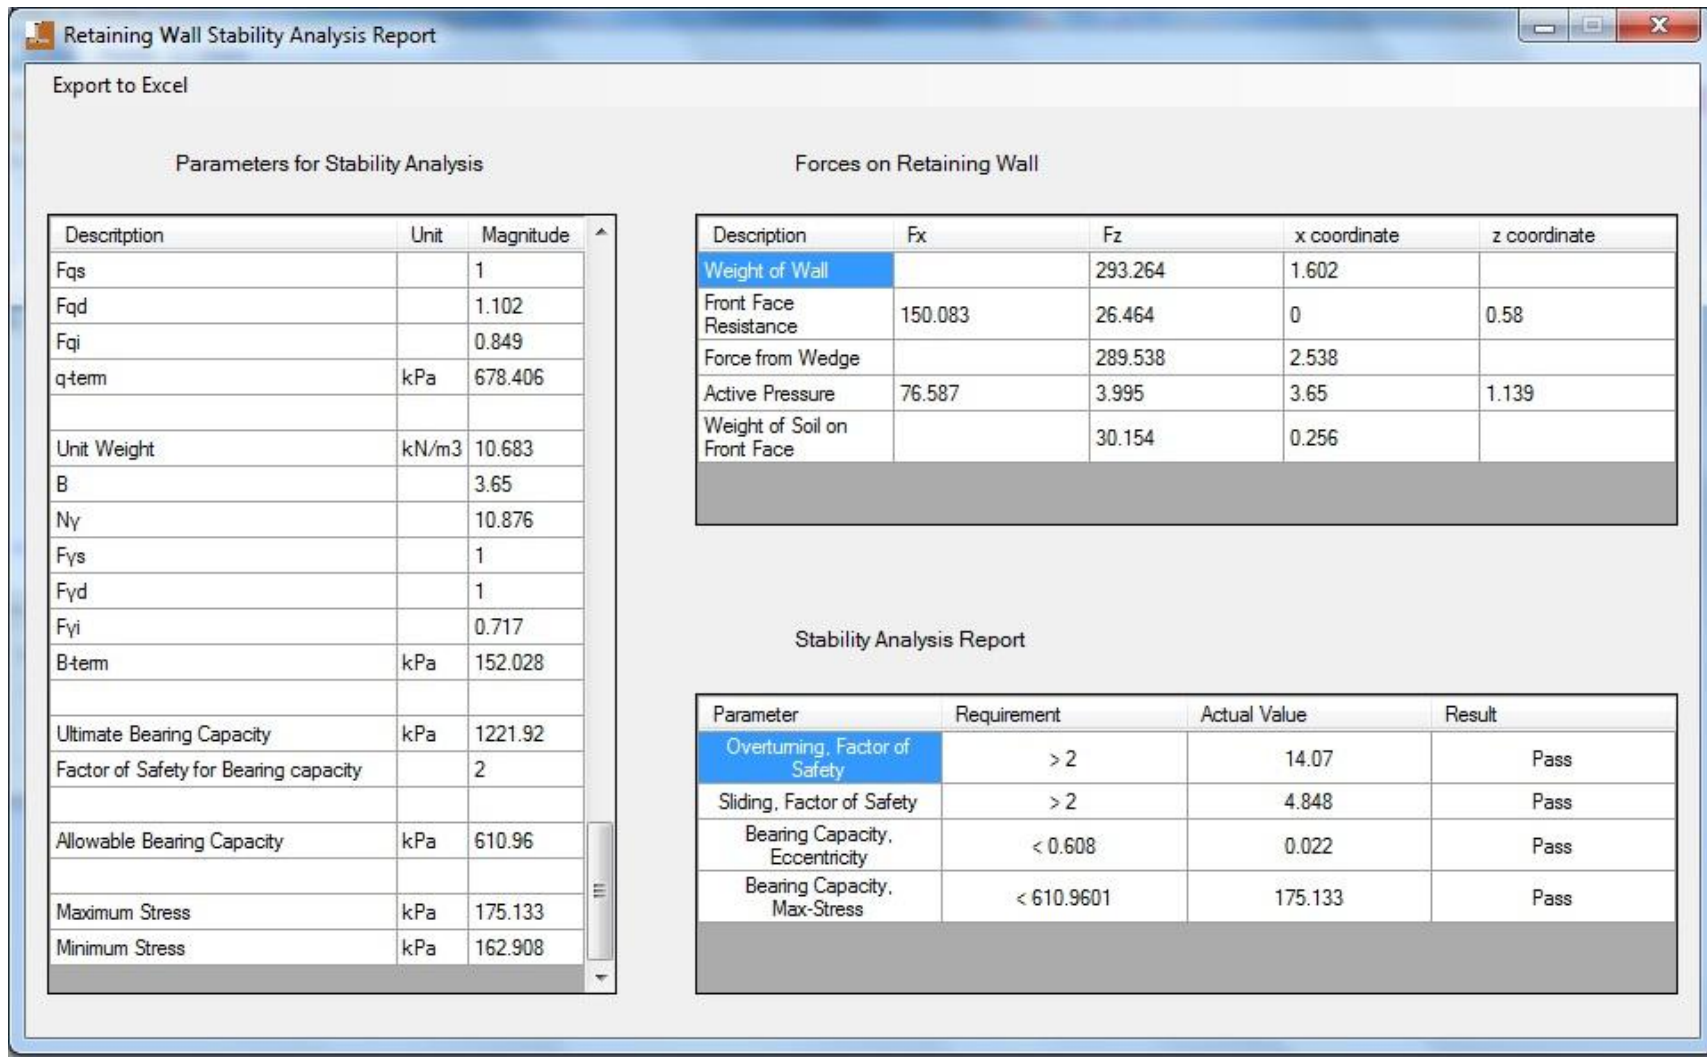 Retaining Wall Stability Analysis Report
Export to Excel
Parameters for Stability Analysis
Descritption Unit Magnitude
Fqs 1
Fqd 1.102
Fqi 0.849
q-term kPa 678.406
Unit Weight kN/m3 10.683
B 3.65
Nγ 10.876
Fγs 1
Fγd 1
Fγi 0.717
B-term kPa 152.028
Ultimate Bearing Capacity kPa 1221.92
Factor of Safety for Bearing capacity 2
Allowable Bearing Capacity kPa 610.96
Maximum Stress kPa 175.133
Minimum Stress kPa 162.908
Forces on Retaining Wall
Description Fx Fz x coordinate z coordinate
Weight of Wall 293.264 1.602
Front Face
Resistance 150.083 26.464 0 0.58
Force from Wedge 289.538 2.538
Active Pressure 76.587 3.995 3.65 1.139
Weight of Soil on
Front Face 30.154 0.256
Stability Analysis Report
Parameter Requirement Actual Value Result
Overturning, Factor of
Safety > 2 14.07 Pass
Sliding, Factor of Safety > 2 4.848 Pass
Bearing Capacity,
Eccentricity < 0.608 0.022 Pass
Bearing Capacity,
Max-Stress < 610.9601 175.133 Pass